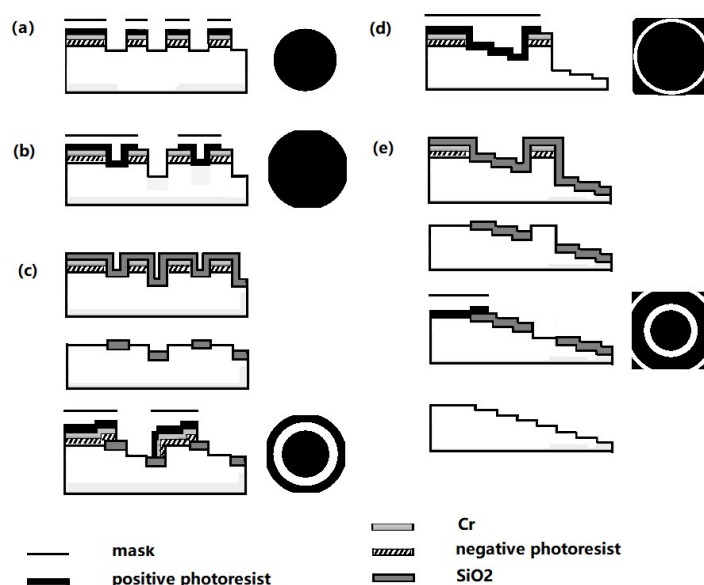 (a)
(b)
(c)
(d)
(e)
mask
positive photoresist
Cr
negative photoresist
SiO2